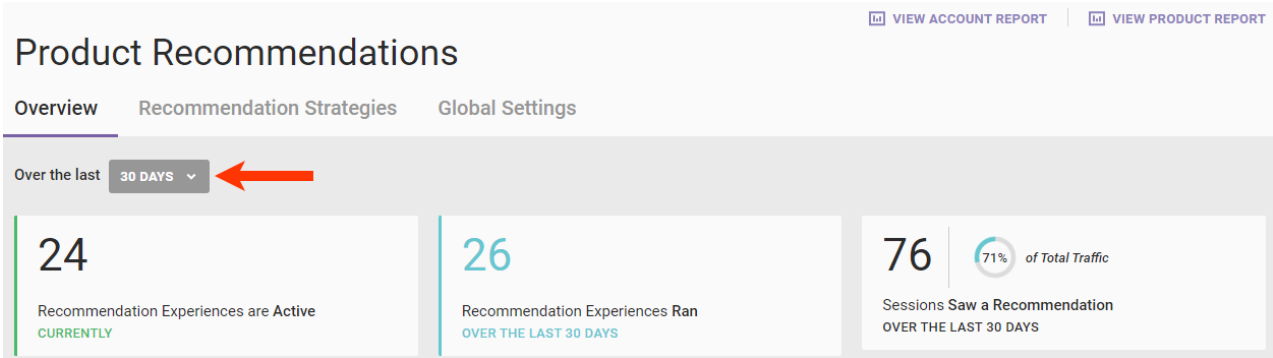 VIEW ACCOUNT REPORT VIEW PRODUCT REPORT
Product Recommendations
Overview Recommendation Strategies Global Settings
Over the last 30 DAYS
24
Recommendation Experiences are Active
CURRENTLY
26
Recommendation Experiences Ran
OVER THE LAST 30 DAYS
76 71% of Total Traffic
Sessions Saw a Recommendation
OVER THE LAST 30 DAYS